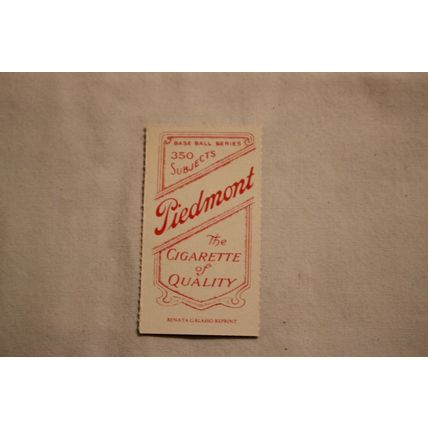 BASE BALL SERIES
350
SUBJECTS
Piedmont
The
CIGARETTE
of
QUALITY
RENATA GALASSO REPRINT